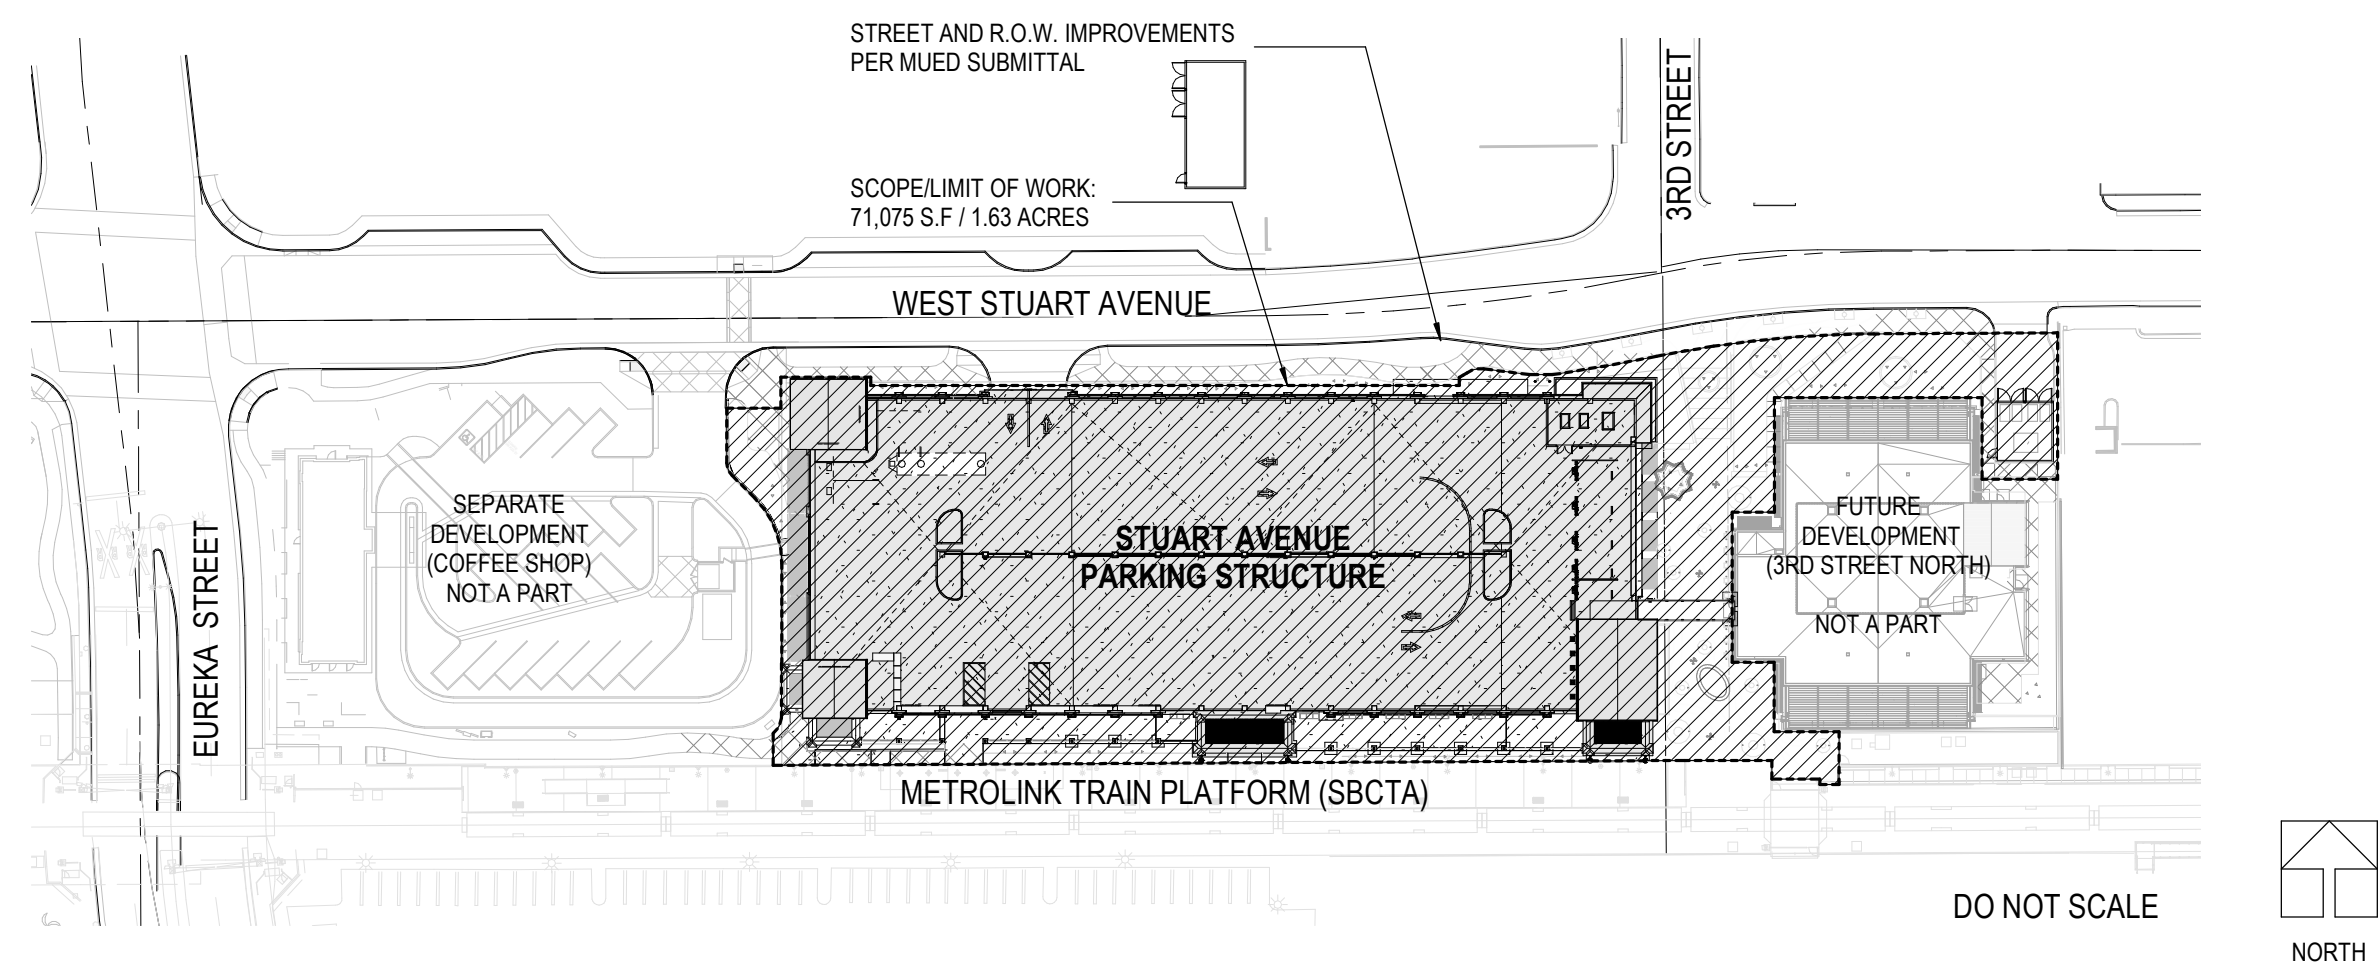 STREET AND R.O.W. IMPROVEMENTS
PER MUED SUBMITTAL
3RD STREET
SCOPE/LIMIT OF WORK:
71,075 S.F / 1.63 ACRES
WEST STUART AVENUE
EUREKA STREET
SEPARATE
DEVELOPMENT
(COFFEE SHOP)
NOT A PART
STUART AVENUE
PARKING STRUCTURE
FUTURE
DEVELOPMENT
(3RD STREET NORTH)
NOT A PART
METROLINK TRAIN PLATFORM (SBCTA)
DO NOT SCALE
NORTH